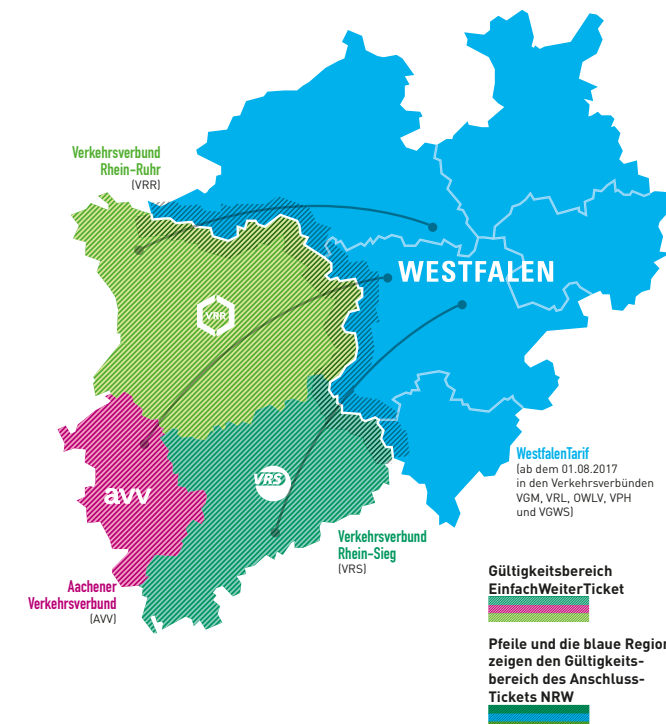 Verkehrsverbund
Rhein-Ruhr
(VRR)
WESTFALEN
VRR
VRS
avv
WestfalenTarif
(ab dem 01.08.2017
in den Verkehrsverbünden
VGM, VRL, OWLV, VPH
und VGWS)
Verkehrsverbund
Rhein-Sieg
(VRS)
Aachener
Verkehrsverbund
(AVV)
Gültigkeitsbereich
EinfachWeiterTicket
Pfeile und die blaue Region
zeigen den Gültigkeits-
bereich des Anschluss-
Tickets NRW